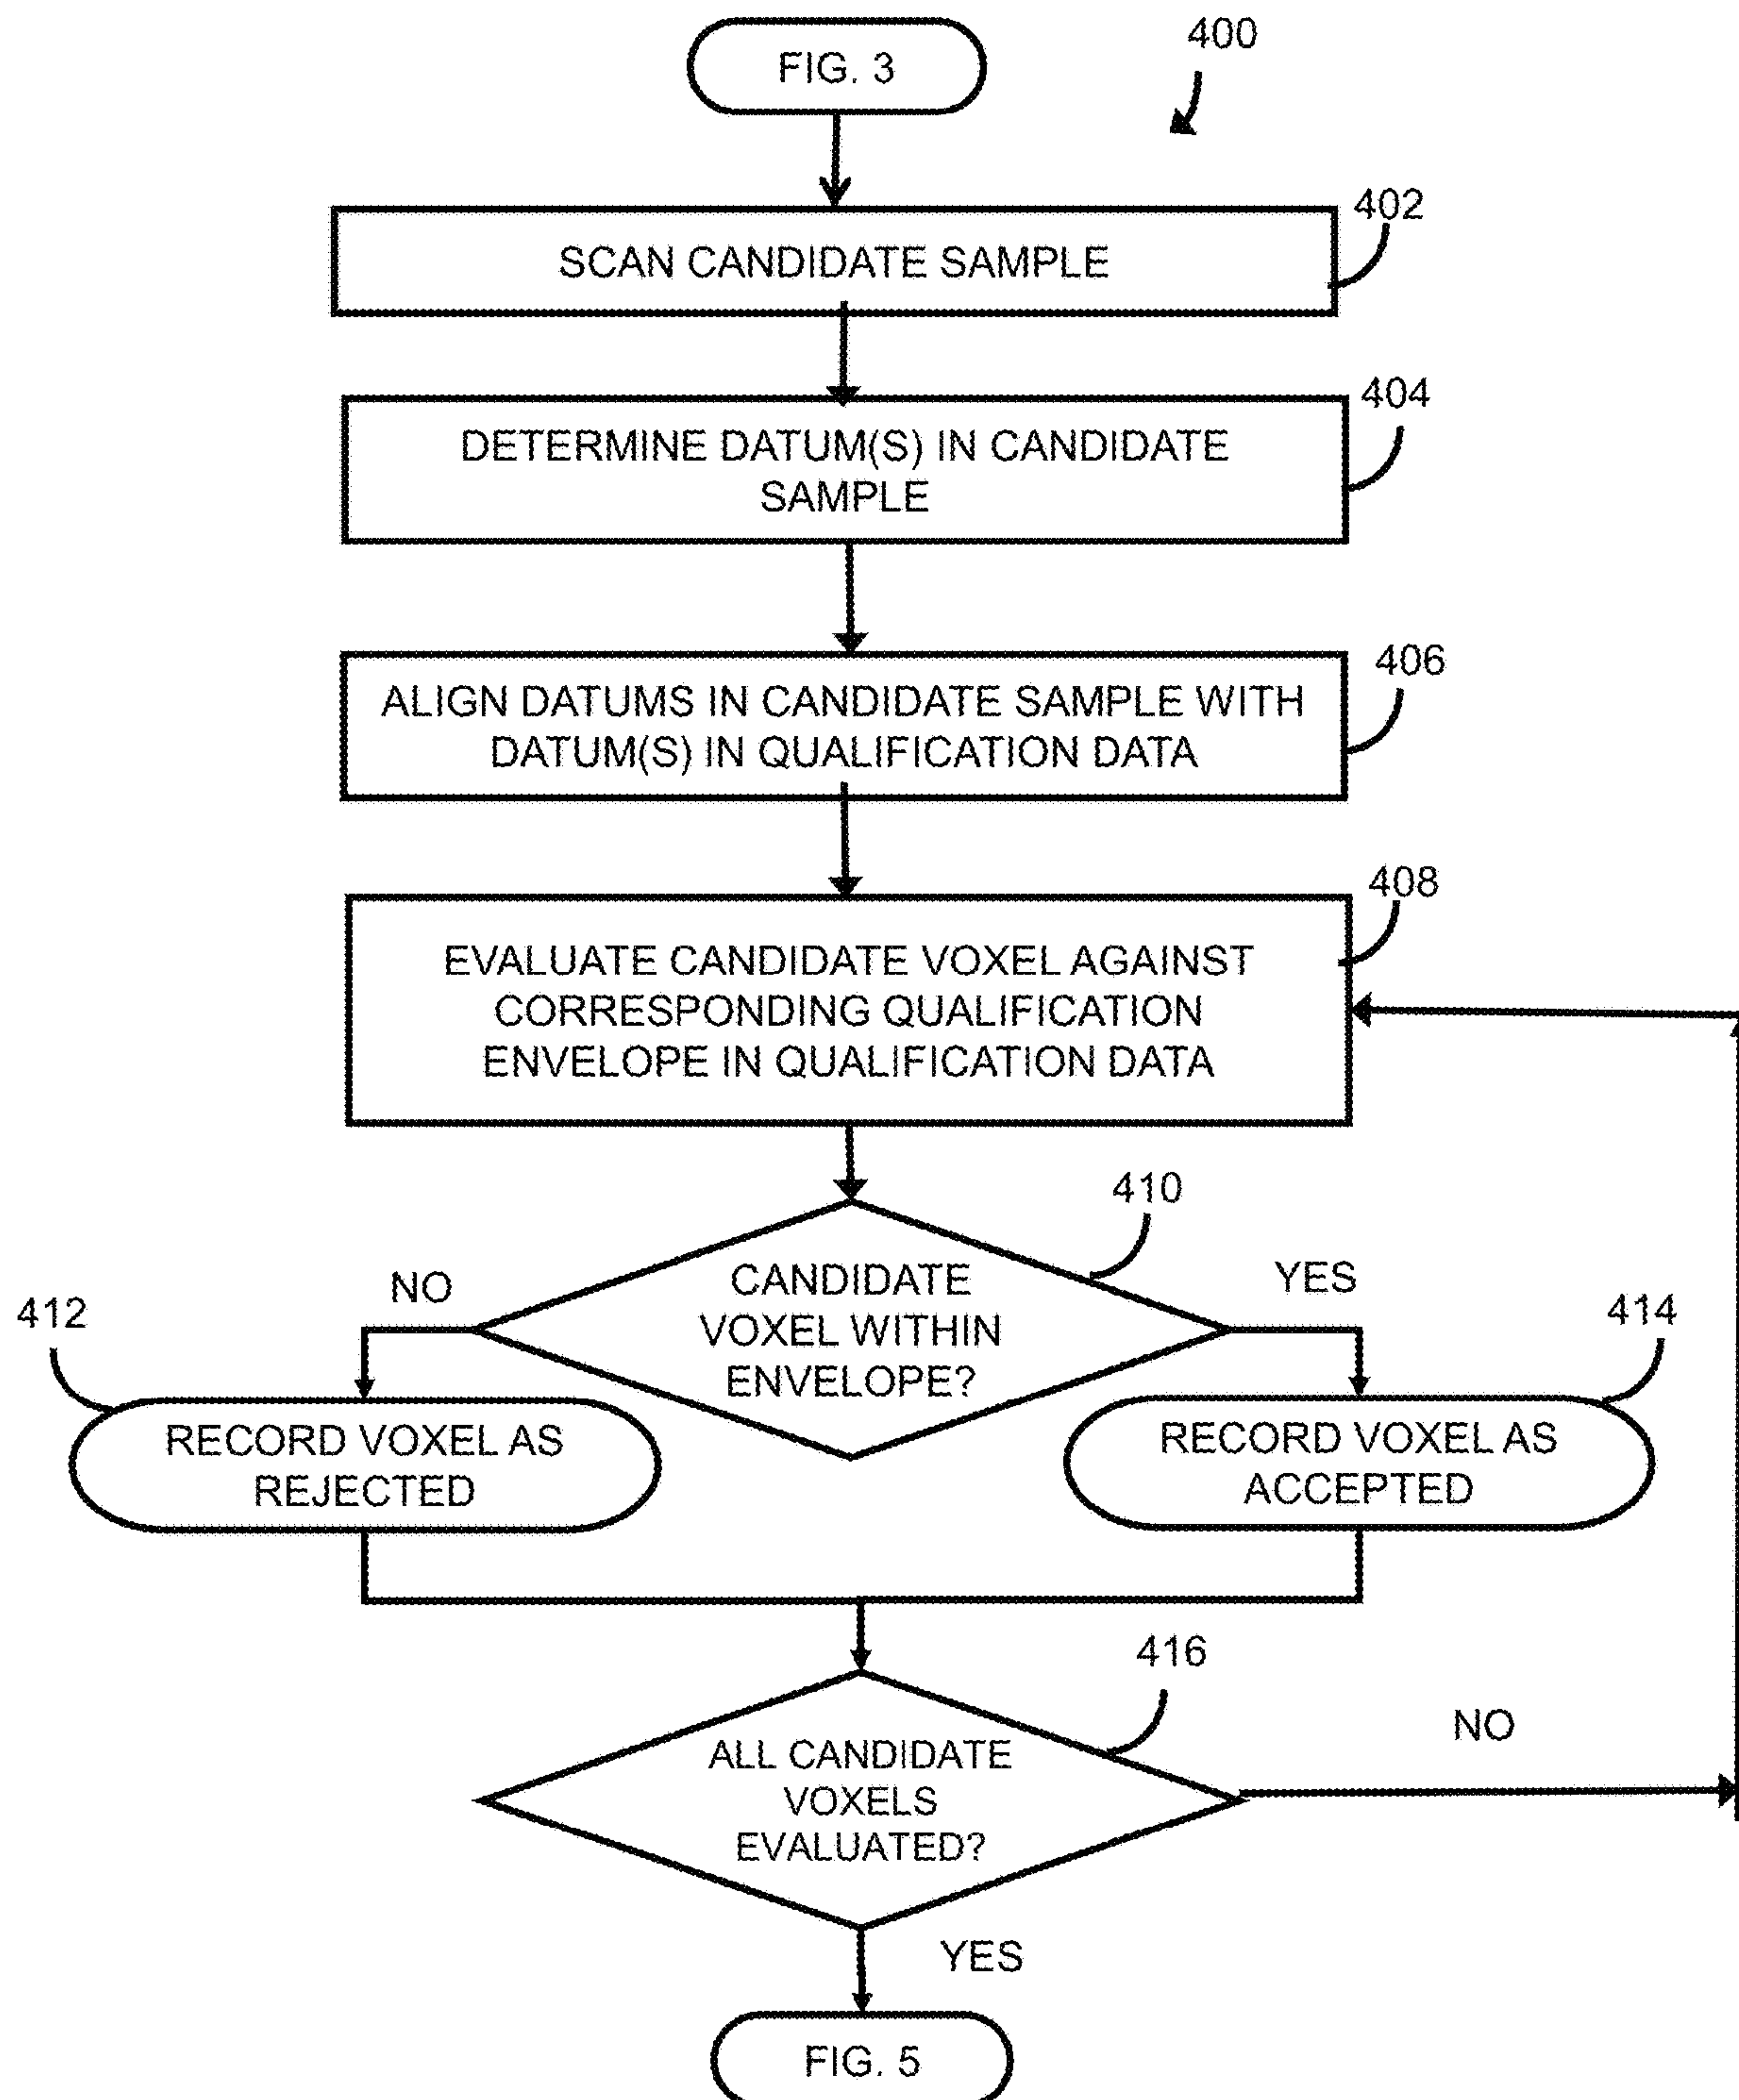 FIG. 3
400
402
SCAN CANDIDATE SAMPLE
404
DETERMINE DATUM(S) IN CANDIDATE
SAMPLE
406
ALIGN DATUMS IN CANDIDATE SAMPLE WITH
DATUM(S) IN QUALIFICATION DATA
408
EVALUATE CANDIDATE VOXEL AGAINST
CORRESPONDING QUALIFICATION
ENVELOPE IN QUALIFICATION DATA
410
NO
CANDIDATE
VOXEL WITHIN
ENVELOPE?
YES
412
414
RECORD VOXEL AS
REJECTED
RECORD VOXEL AS
ACCEPTED
416
ALL CANDIDATE
VOXELS
EVALUATED?
NO
YES
FIG. 5